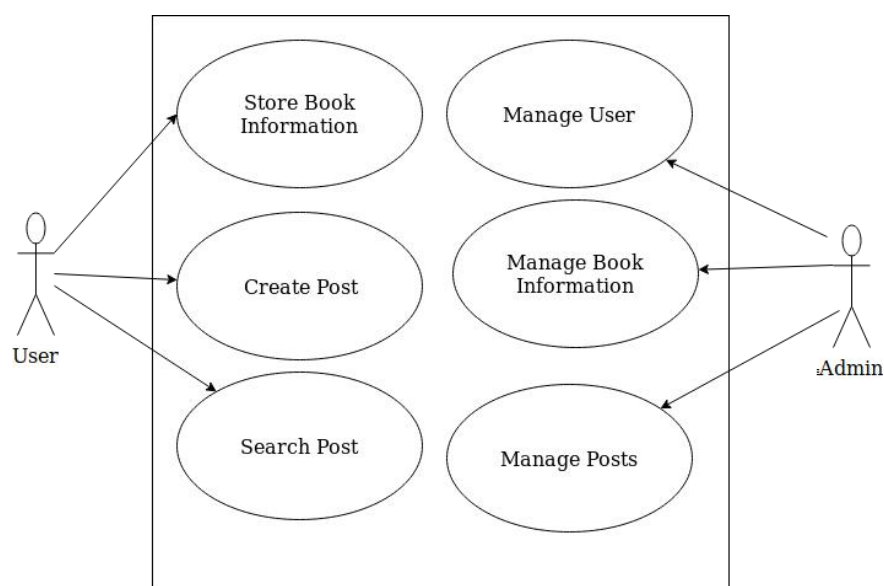 Store Book
Information
Manage User
Create Post
Manage Book
Information
User
Admin
Search Post
Manage Posts